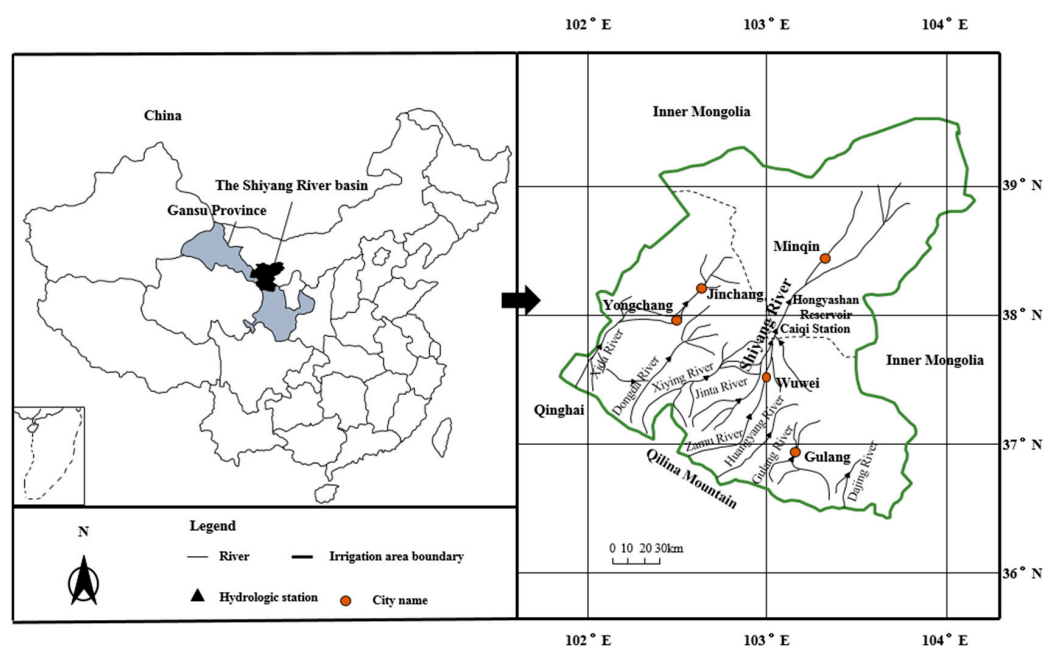 102° E
103° E
104° E
China
The Shiyang River basin
Gansu Province
Inner Mongolia
39° N
Minqin
Jinchang
Yongchang
Hongyashan
Reservoir
Caiqi Station
Shiyang River
38° N
Xida River
Dongda River
Xiying River
Jinta River
Wuwei
Inner Mongolia
Qinghai
Zamu River
Huangyang River
Gulang River
Gulang
Dajing River
37° N
Qilina Mountain
0 10 20 30km
36° N
N
Legend
River
Irrigation area boundary
Hydrologic station
City name
102° E
103° E
104° E